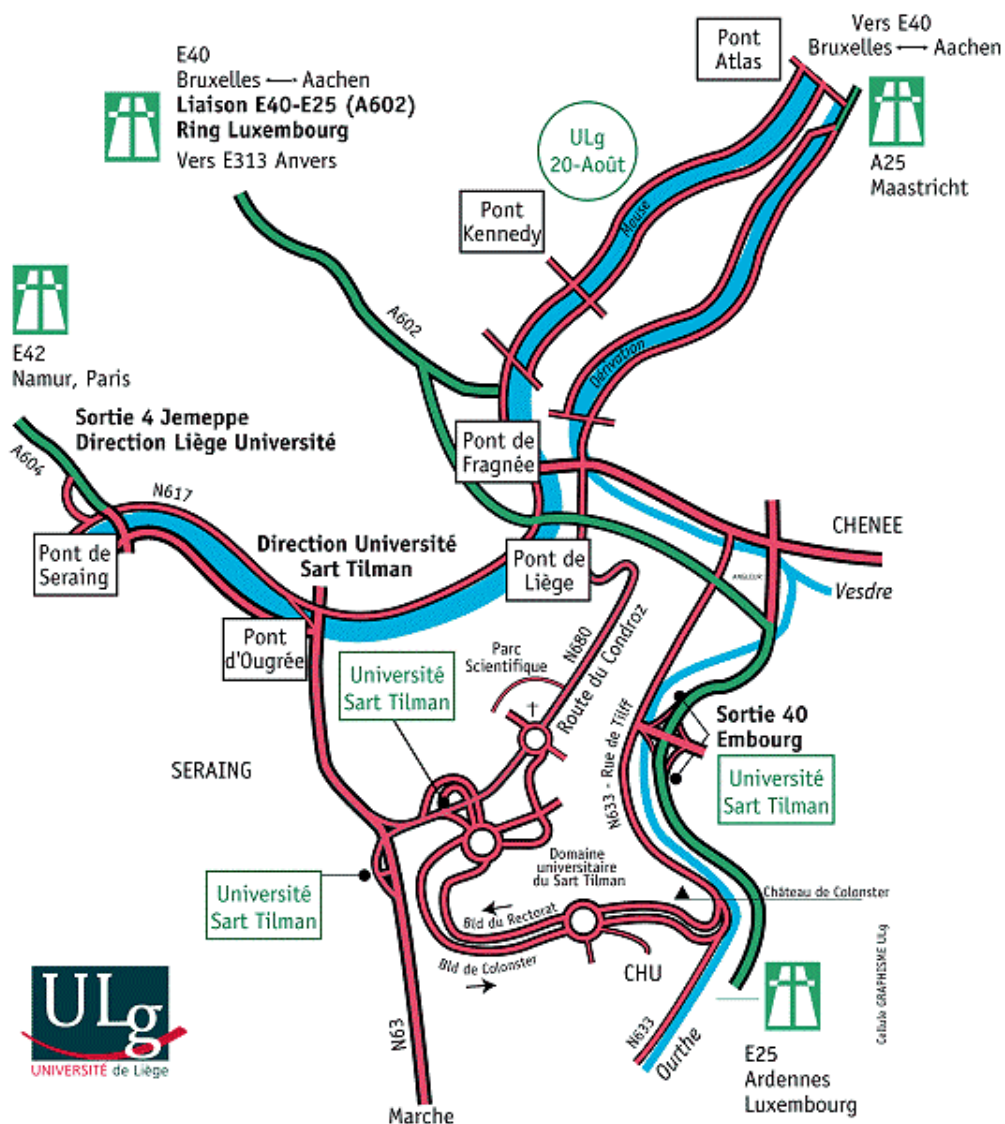 E40
Bruxelles ⟷ Aachen
Liaison E40-E25 (A602)
Ring Luxembourg
Vers E313 Anvers
Pont
Atlas
Vers E40
Bruxelles ⟷ Aachen
A25
Maastricht
ULg
20-Août
Pont
Kennedy
Meuse
Dérivation
A602
E42
Namur, Paris
Sortie 4 Jemeppe
Direction Liège Université
A604
N617
Pont de
Fragnée
Pont de
Seraing
Direction Université
Sart Tilman
Pont de
Liège
CHENEE
ANGLEUR
Vesdre
Pont
d'Ougrée
Parc
Scientifique
N680
Route du Condroz
Université
Sart Tilman
N633 - Rue de Tilff
Sortie 40
Embourg
Université
Sart Tilman
SERAING
Domaine
universitaire
du Sart Tilman
Château de Colonster
Université
Sart Tilman
Bld du Rectorat
Bld de Colonster
CHU
Cellule GRAPHISME ULg
N63
N633
Ourthe
E25
Ardennes
Luxembourg
ULg
UNIVERSITÉ de Liège
Marche